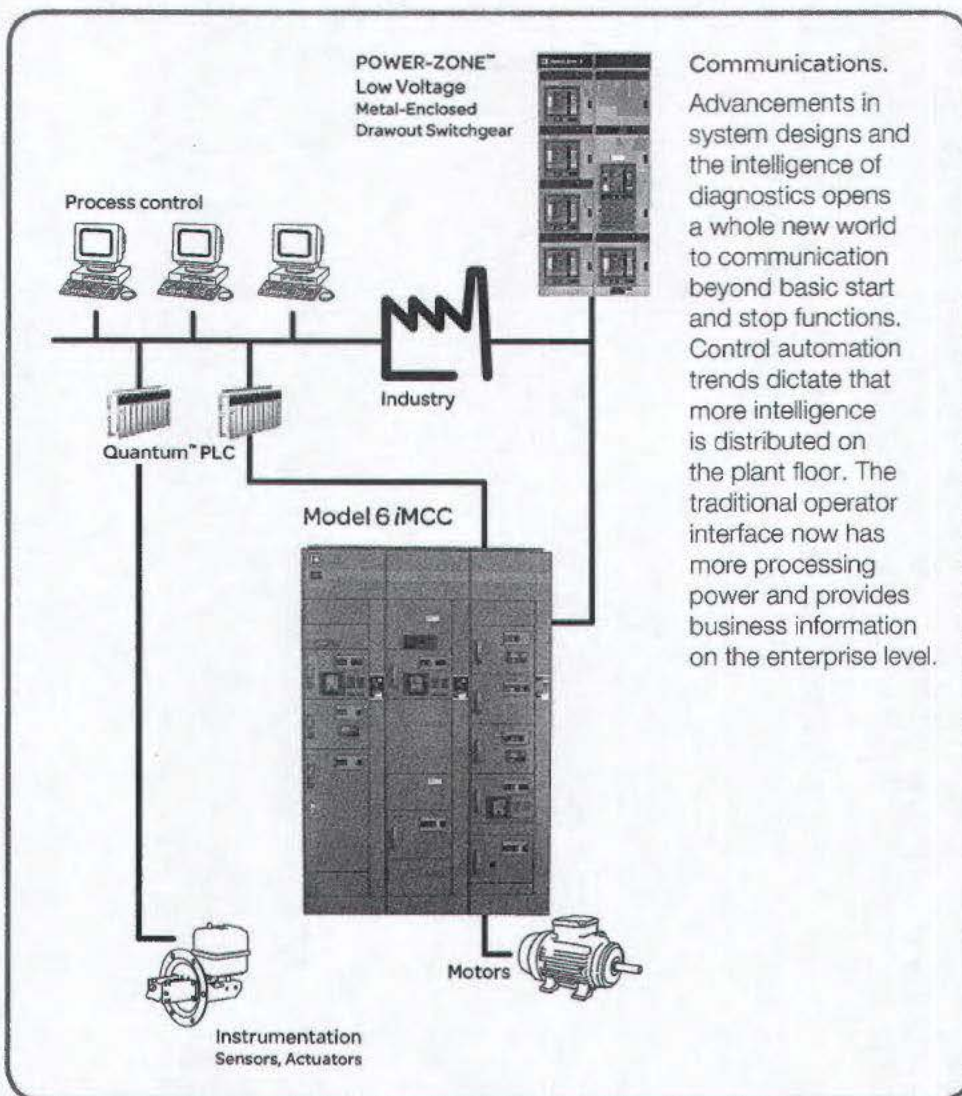 POWER-ZONE™
Low Voltage
Metal-Enclosed
Drawout Switchgear
Communications.
Advancements in
system designs and
the intelligence of
diagnostics opens
a whole new world
to communication
beyond basic start
and stop functions.
Control automation
trends dictate that
more intelligence
is distributed on
the plant floor. The
traditional operator
interface now has
more processing
power and provides
business information
on the enterprise level.
Process control
Industry
Quantum™ PLC
Model 6 iMCC
Motors
Instrumentation
Sensors, Actuators